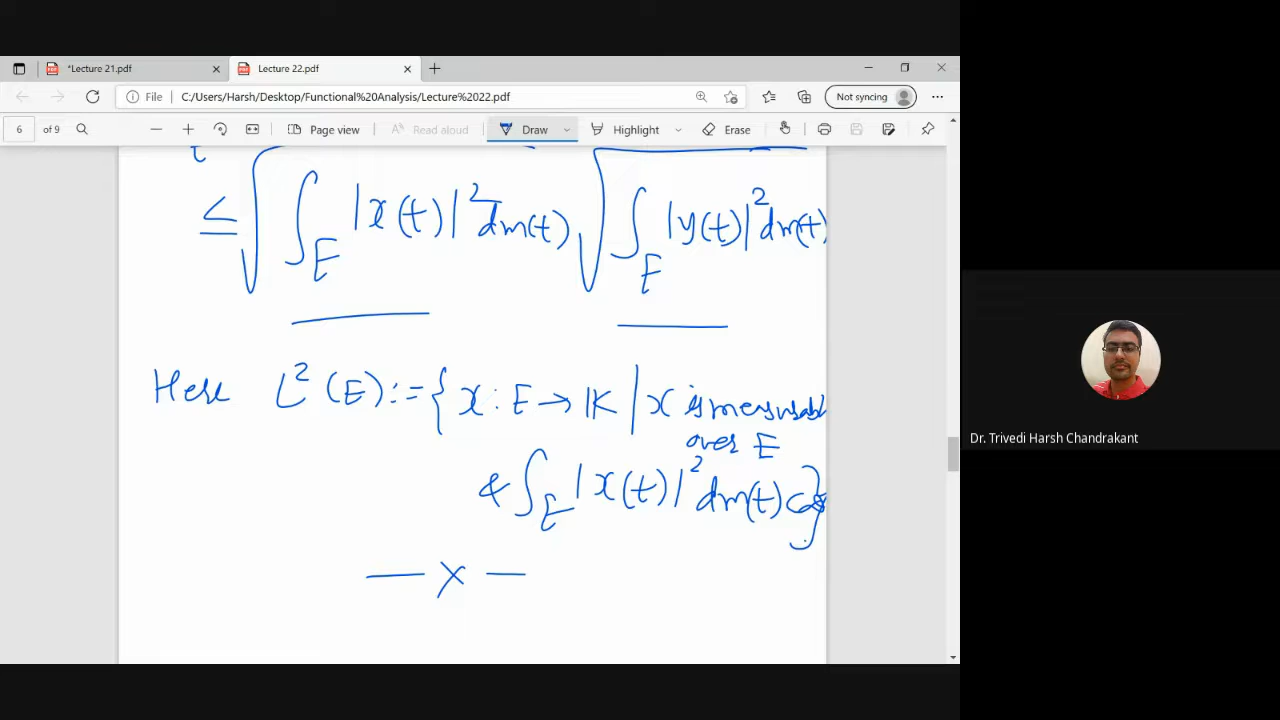 *Lecture 21.pdf
Lecture 22.pdf
File C:/Users/Harsh/Desktop/Functional%20Analysis/Lecture%2022.pdf
Not syncing
6 of 9
Page view
Read aloud
Draw
Highlight
Erase
≤ √ ∫_E |x(t)|² dm(t) √ ∫_E |y(t)|² dm(t)
Here L²(E) := { x : E → IK | x is measurabl
over E
& ∫_E |x(t)|² dm(t) < ∞ }
— x —
Dr. Trivedi Harsh Chandrakant